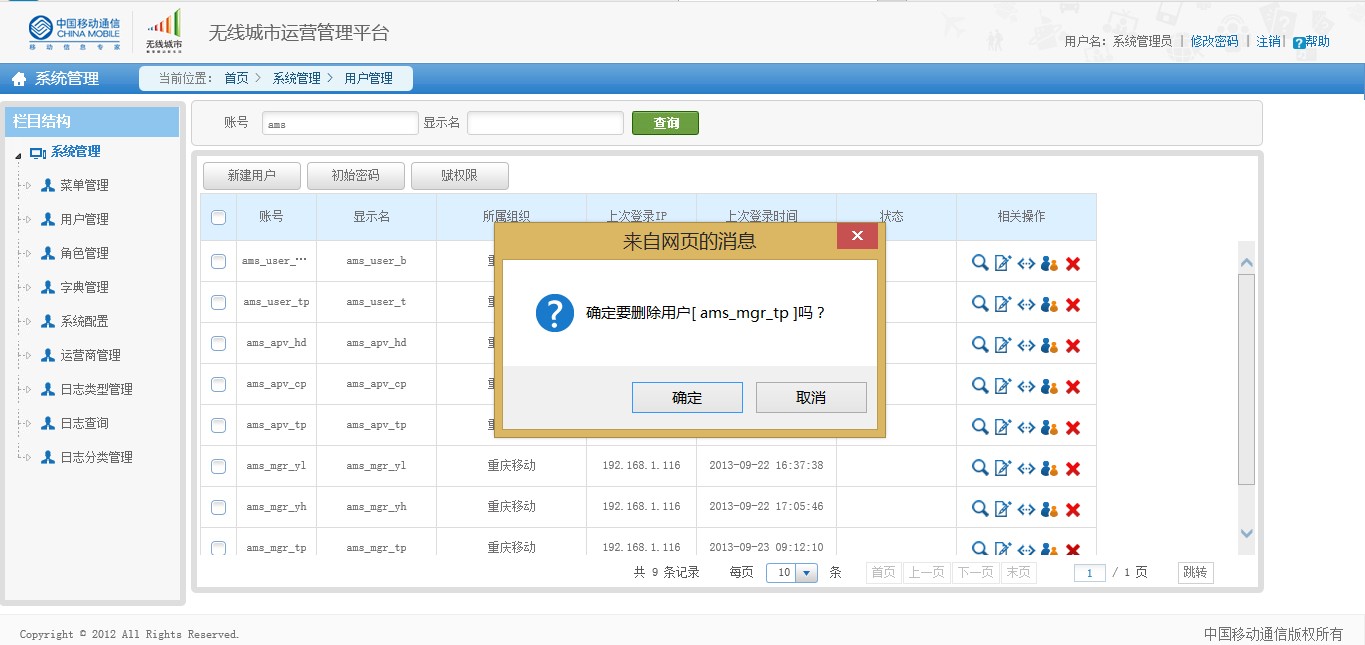 中国移动通信
CHINA MOBILE
移动信息专家
无线城市
无线城市运营管理平台
用户名：系统管理员 | 修改密码 | 注销 | ?帮助
系统管理
当前位置： 首页 > 系统管理 > 用户管理
栏目结构
系统管理
菜单管理
用户管理
角色管理
字典管理
系统配置
运营商管理
日志类型管理
日志查询
日志分类管理
账号 ams 显示名 查询
新建用户 初始密码 赋权限
账号 显示名 所属组织 上次登录IP 上次登录时间 状态 相关操作
ams_user_··· ams_user_b
ams_user_tp ams_user_t
ams_apv_hd ams_apv_hd
ams_apv_cp ams_apv_cp
ams_apv_tp ams_apv_tp
ams_mgr_yl ams_mgr_yl 重庆移动 192.168.1.116 2013-09-22 16:37:38
ams_mgr_yh ams_mgr_yh 重庆移动 192.168.1.116 2013-09-22 17:05:46
ams_mgr_tp ams_mgr_tp 重庆移动 192.168.1.116 2013-09-23 09:12:10
来自网页的消息
确定要删除用户[ ams_mgr_tp ]吗？
确定 取消
共 9 条记录 每页 10 条 首页 上一页 下一页 末页 1 / 1 页 跳转
Copyright © 2012 All Rights Reserved.
中国移动通信版权所有